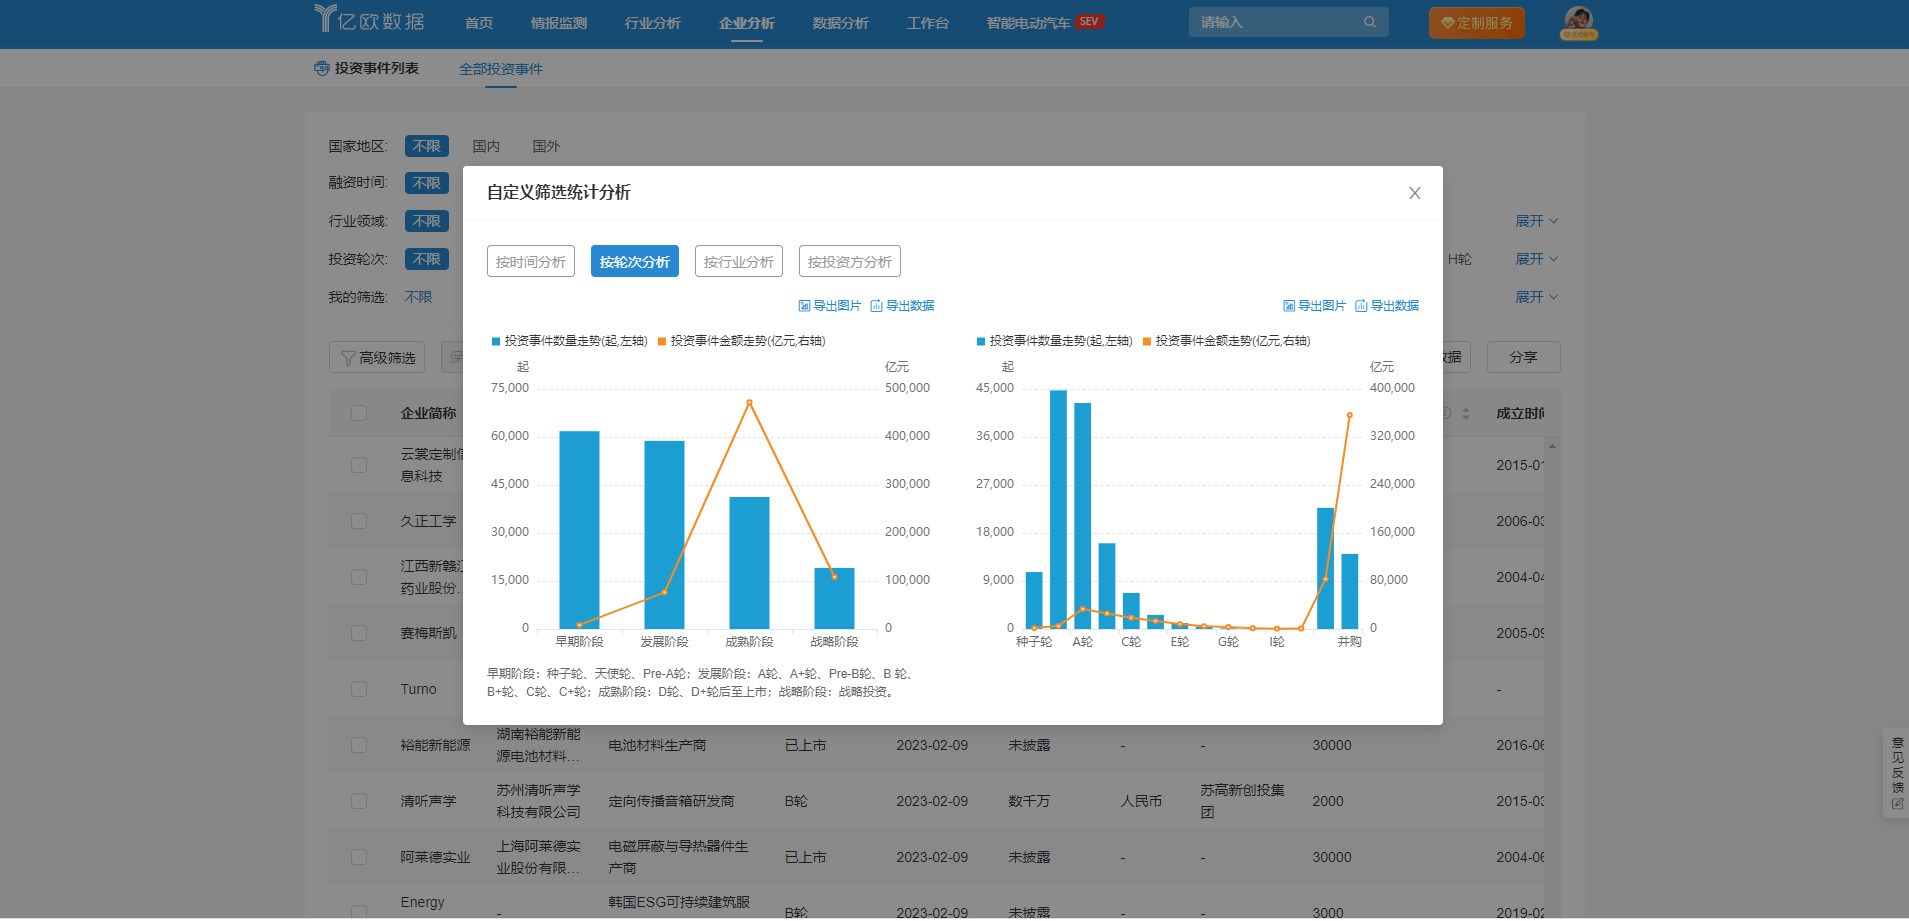 亿欧数据
首页
情报监测
行业分析
企业分析
数据分析
工作台
智能电动汽车 SEV
请输入
定制服务
投资事件列表
全部投资事件
国家地区: 不限 国内 国外
融资时间: 不限
行业领域: 不限 展开
投资轮次: 不限 H轮 展开
我的筛选: 不限 展开
高级筛选 保 数据 分享
企业简称 成立时间
自定义筛选统计分析
X
按时间分析 按轮次分析 按行业分析 按投资方分析
导出图片 导出数据
导出图片 导出数据
投资事件数量走势(起,左轴) 投资事件金额走势(亿元,右轴)
起 亿元
75,000 500,000
60,000 400,000
45,000 300,000
30,000 200,000
15,000 100,000
0 0
早期阶段 发展阶段 成熟阶段 战略阶段
早期阶段：种子轮、天使轮、Pre-A轮；发展阶段：A轮、A+轮、Pre-B轮、B 轮、
B+轮、C轮、C+轮；成熟阶段：D轮、D+轮后至上市；战略阶段：战略投资。
投资事件数量走势(起,左轴) 投资事件金额走势(亿元,右轴)
起 亿元
45,000 400,000
36,000 320,000
27,000 240,000
18,000 160,000
9,000 80,000
0 0
种子轮 A轮 C轮 E轮 G轮 I轮 并购
云裳定制信
息科技
2015-01
久正工学 2006-03
江西新赣江
药业股份...
2004-04
赛梅斯凯 2005-09
Turno -
裕能新能源 湖南裕能新能
源电池材料...
电池材料生产商 已上市 2023-02-09 未披露 - - 30000 2016-06
清听声学 苏州清听声学
科技有限公司
定向传播音箱研发商 B轮 2023-02-09 数千万 人民币 苏高新创投集
团
2000 2015-03
阿莱德实业 上海阿莱德实
业股份有限...
电磁屏蔽与导热器件生
产商
已上市 2023-02-09 未披露 - - 30000 2004-06
Energy - 韩国ESG可持续建筑服 B轮 2023-02-09 未披露 - - 3000 2019-02
意见反馈